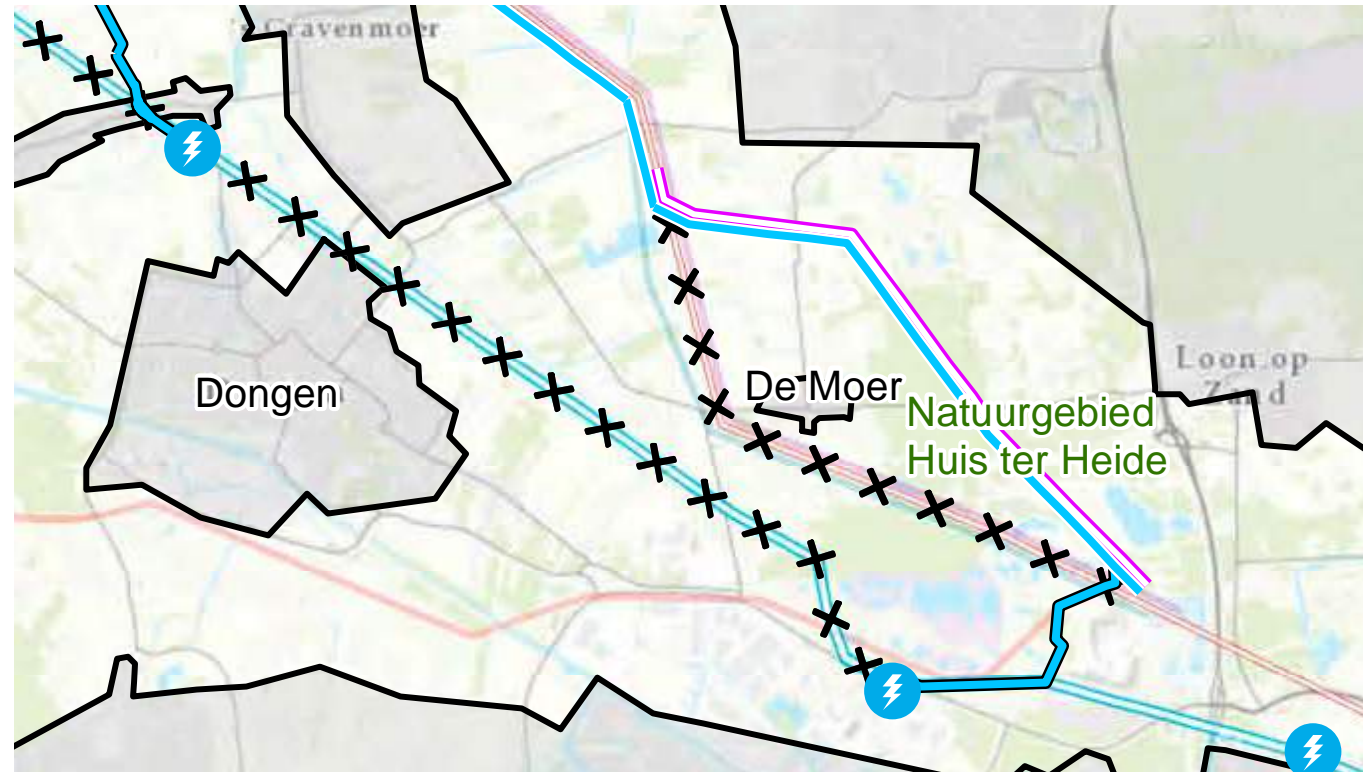 's Gravenmoer
Dongen
De Moer
Natuurgebied
Huis ter Heide
Loon op
Zand